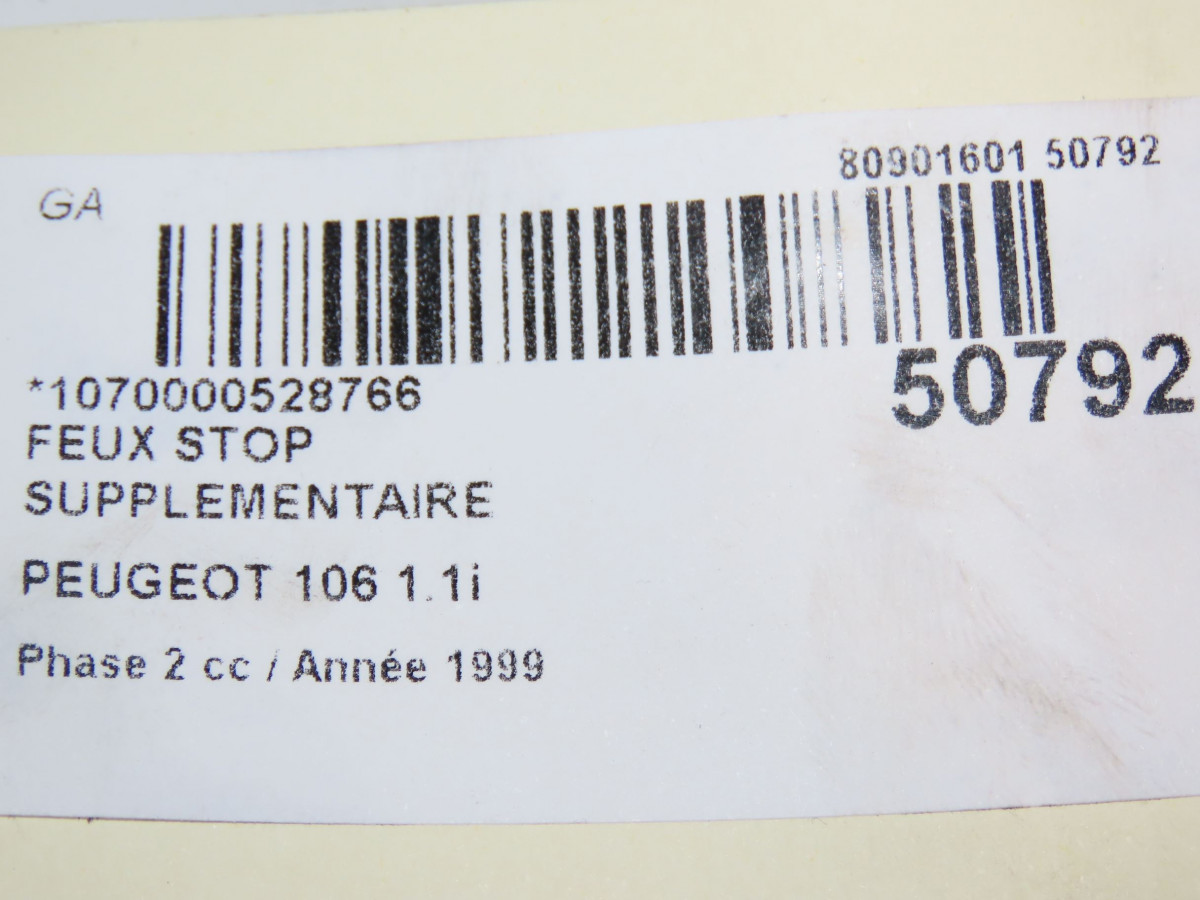 GA
80901601 50792
50792
*1070000528766
FEUX STOP
SUPPLEMENTAIRE
PEUGEOT 106 1.1i
Phase 2 cc / Année 1999